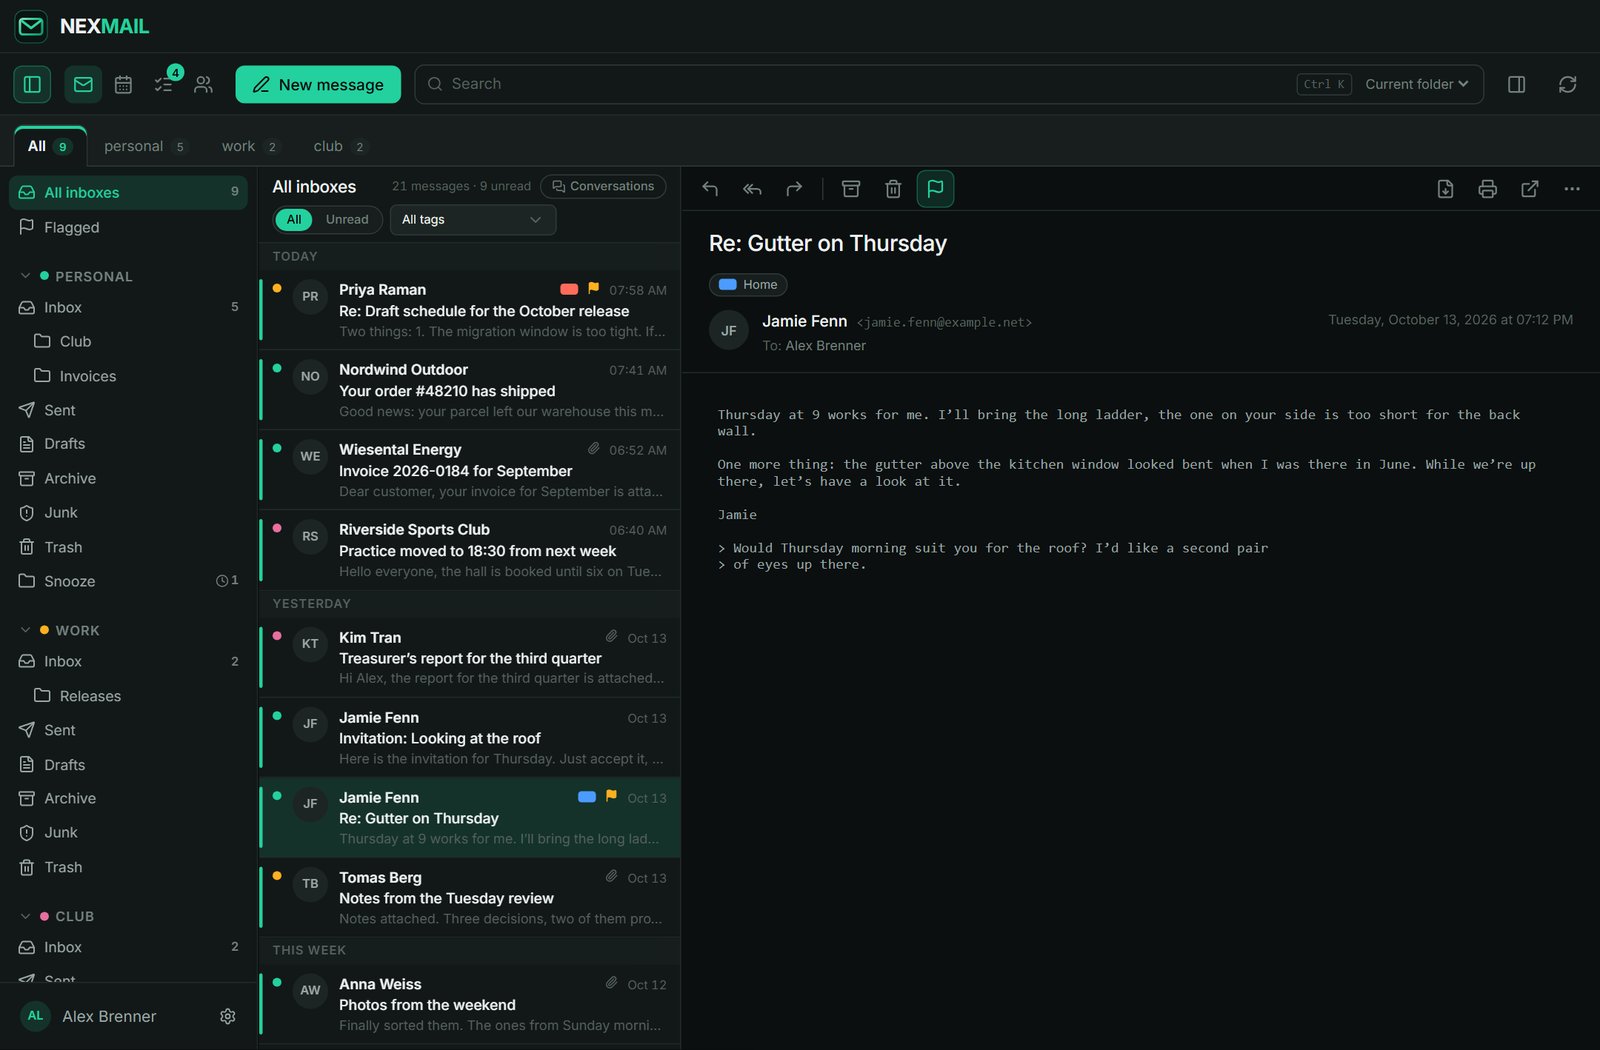 NEXMAIL
4
New message
Search
Ctrl K
Current folder
All 9
personal 5
work 2
club 2
All inboxes 9
Flagged
PERSONAL
Inbox 5
Club
Invoices
Sent
Drafts
Archive
Junk
Trash
Snooze 1
WORK
Inbox 2
Releases
Sent
Drafts
Archive
Junk
Trash
CLUB
Inbox 2
Sent
AL Alex Brenner
All inboxes 21 messages · 9 unread Conversations
All Unread All tags
TODAY
PR Priya Raman 07:58 AM
Re: Draft schedule for the October release
Two things: 1. The migration window is too tight. If...
NO Nordwind Outdoor 07:41 AM
Your order #48210 has shipped
Good news: your parcel left our warehouse this m...
WE Wiesental Energy 06:52 AM
Invoice 2026-0184 for September
Dear customer, your invoice for September is atta...
RS Riverside Sports Club 06:40 AM
Practice moved to 18:30 from next week
Hello everyone, the hall is booked until six on Tue...
YESTERDAY
KT Kim Tran Oct 13
Treasurer’s report for the third quarter
Hi Alex, the report for the third quarter is attached...
JF Jamie Fenn Oct 13
Invitation: Looking at the roof
Here is the invitation for Thursday. Just accept it, ...
JF Jamie Fenn Oct 13
Re: Gutter on Thursday
Thursday at 9 works for me. I’ll bring the long lad...
TB Tomas Berg Oct 13
Notes from the Tuesday review
Notes attached. Three decisions, two of them pro...
THIS WEEK
AW Anna Weiss Oct 12
Photos from the weekend
Finally sorted them. The ones from Sunday morni...
Re: Gutter on Thursday
Home
JF Jamie Fenn <jamie.fenn@example.net> Tuesday, October 13, 2026 at 07:12 PM
To: Alex Brenner
Thursday at 9 works for me. I’ll bring the long ladder, the one on your side is too short for the back
wall.
One more thing: the gutter above the kitchen window looked bent when I was there in June. While we’re up
there, let’s have a look at it.
Jamie
> Would Thursday morning suit you for the roof? I’d like a second pair
> of eyes up there.